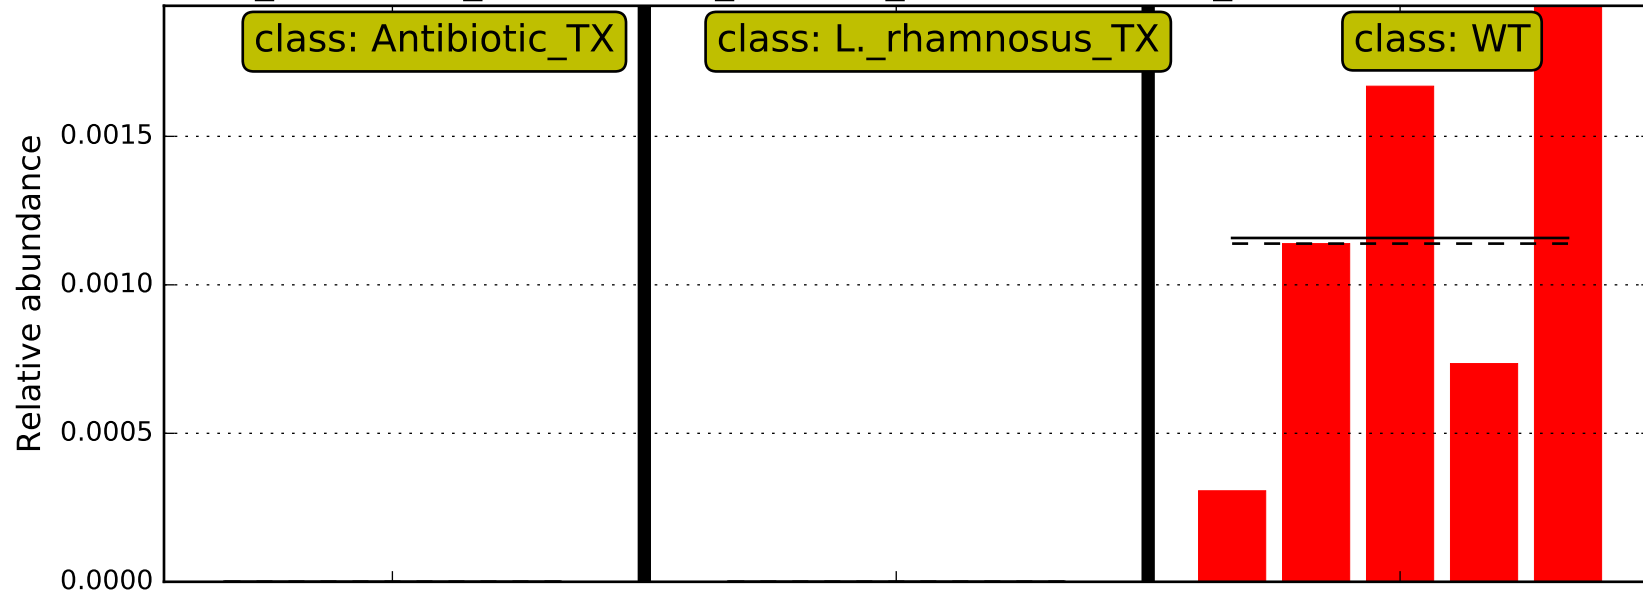 class: Antibiotic_TX
class: L._rhamnosus_TX
class: WT
Relative abundance
0.0015
0.0010
0.0005
0.0000